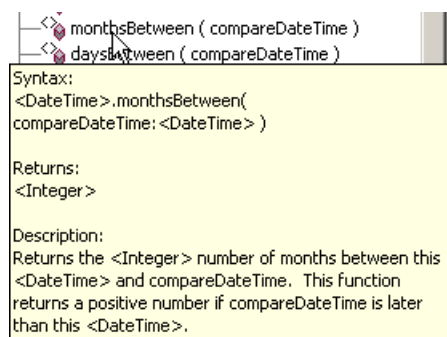 monthsBetween ( compareDateTime )
daysBetween ( compareDateTime )
Syntax:
<DateTime>.monthsBetween(
compareDateTime:<DateTime> )
Returns:
<Integer>
Description:
Returns the <Integer> number of months between this
<DateTime> and compareDateTime.  This function
returns a positive number if compareDateTime is later
than this <DateTime>.